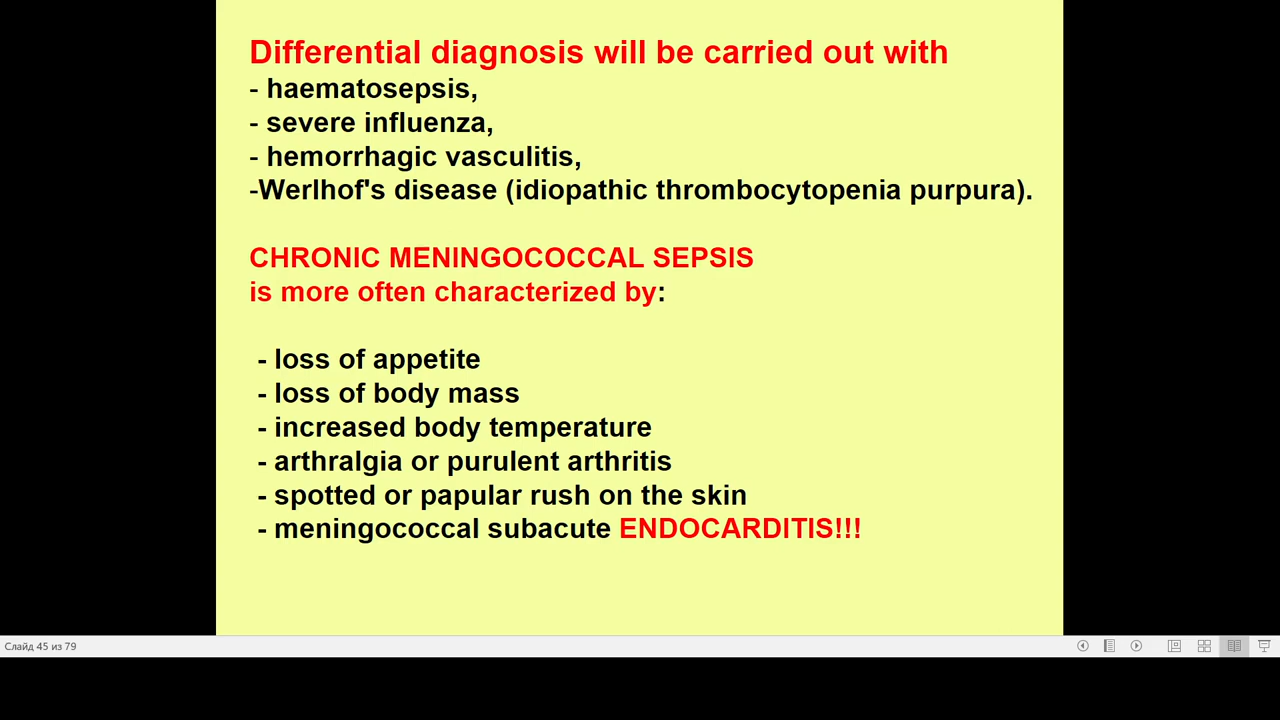 Differential diagnosis will be carried out with
- haematosepsis,
- severe influenza,
- hemorrhagic vasculitis,
-Werlhof's disease (idiopathic thrombocytopenia purpura).
CHRONIC MENINGOCOCCAL SEPSIS
is more often characterized by:
- loss of appetite
- loss of body mass
- increased body temperature
- arthralgia or purulent arthritis
- spotted or papular rush on the skin
- meningococcal subacute ENDOCARDITIS!!!
Слайд 45 из 79